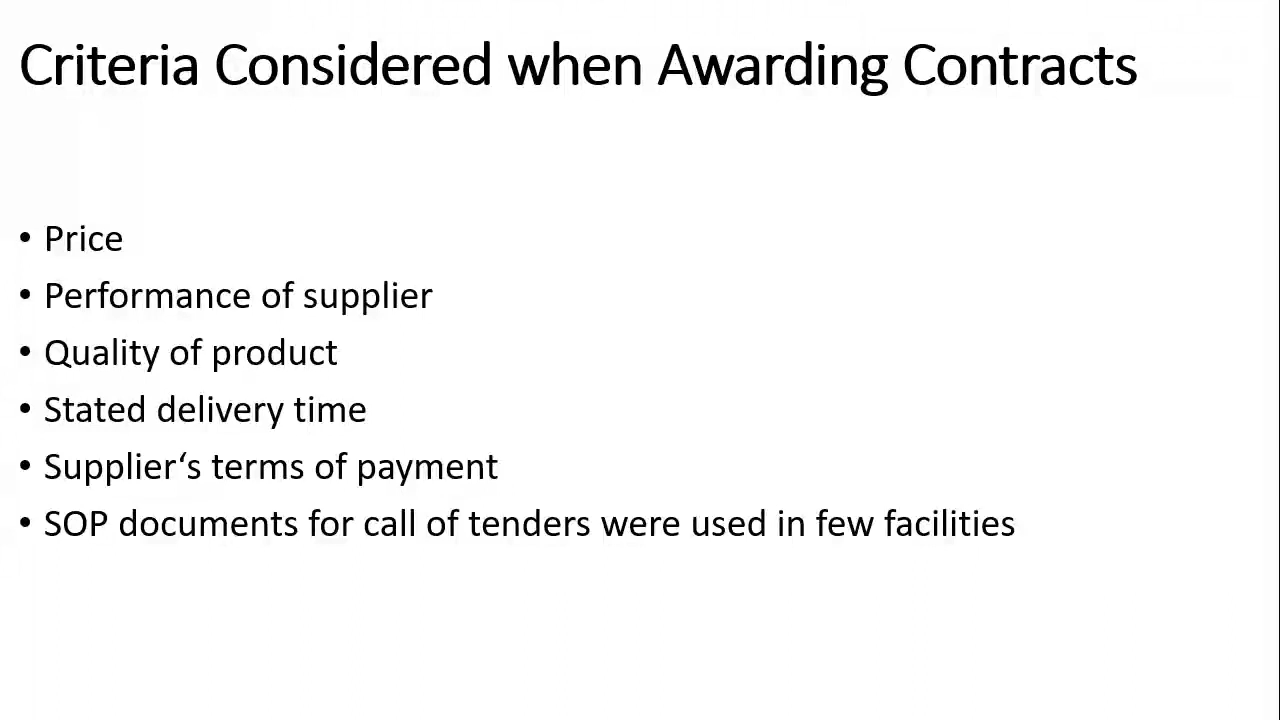 Criteria Considered when Awarding Contracts
• Price
• Performance of supplier
• Quality of product
• Stated delivery time
• Supplier‘s terms of payment
• SOP documents for call of tenders were used in few facilities